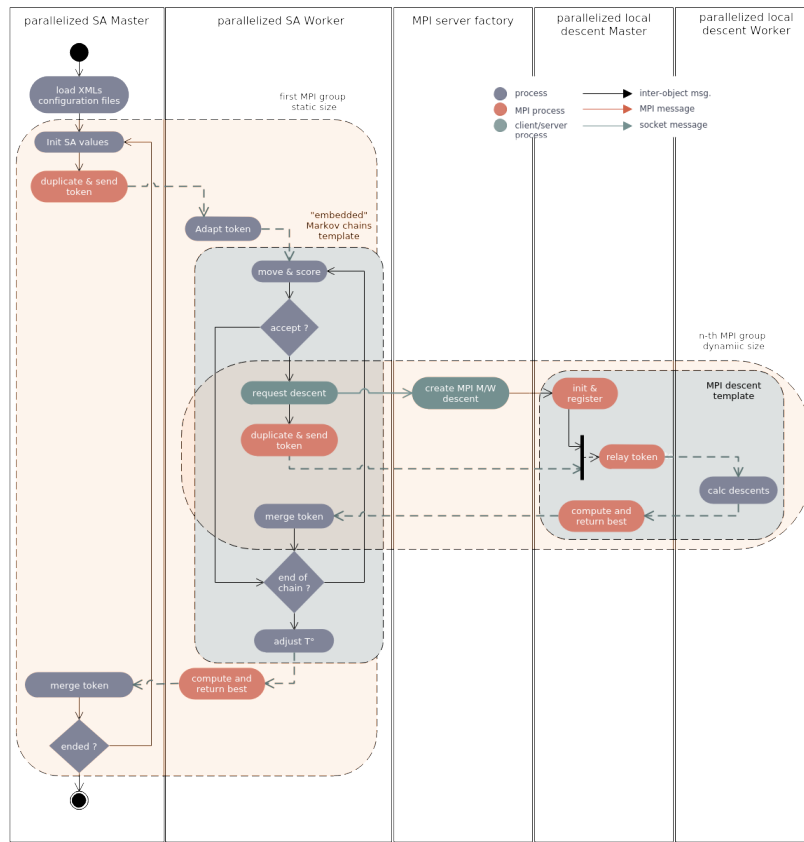 parallelized SA Master
parallelized SA Worker
MPI server factory
parallelized local
descent Master
parallelized local
descent Worker
load XMLs
configuration files
first MPI group
static size
process
inter-object msg.
MPI process
MPI message
client/server
process
socket message
Init SA values
duplicate & send
token
Adapt token
"embedded"
Markov chains
template
move & score
accept ?
n-th MPI group
dynamiic size
request descent
create MPI M/W
descent
init &
register
MPI descent
template
duplicate & send
token
relay token
calc descents
merge token
compute and
return best
end of
chain ?
adjust T°
merge token
compute and
return best
ended ?